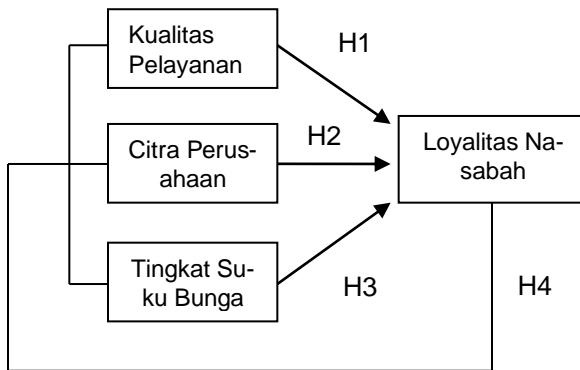 Kualitas
Pelayanan
H1
Citra Perus-
ahaan
H2
Loyalitas Na-
sabah
Tingkat Su-
ku Bunga
H3
H4